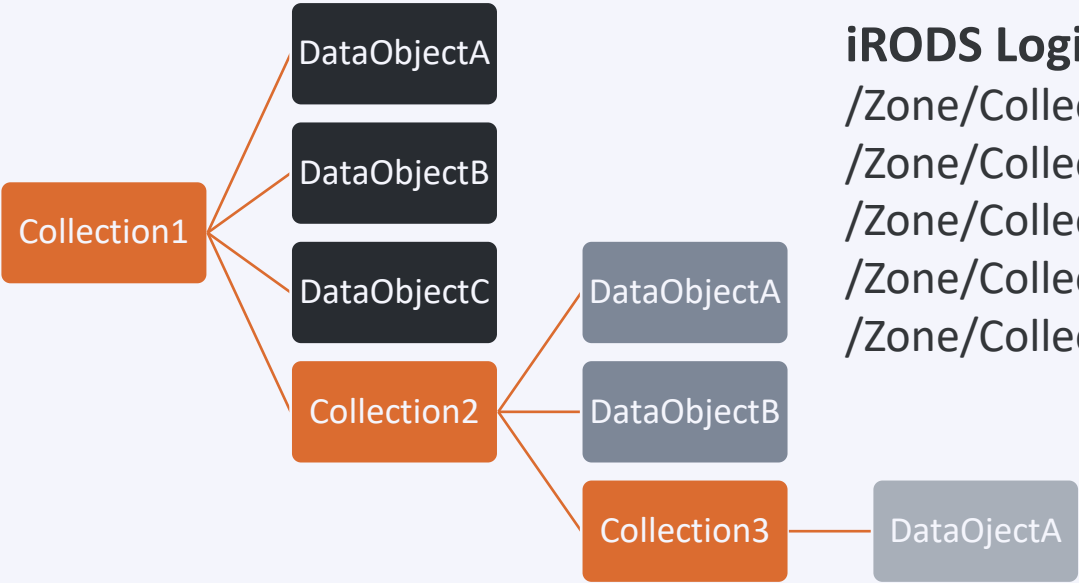 DataObjectA
DataObjectB
Collection1
DataObjectC
Collection2
DataObjectA
DataObjectB
Collection3
DataOjectA
iRODS Logi
/Zone/Collec
/Zone/Collec
/Zone/Collec
/Zone/Collec
/Zone/Collec